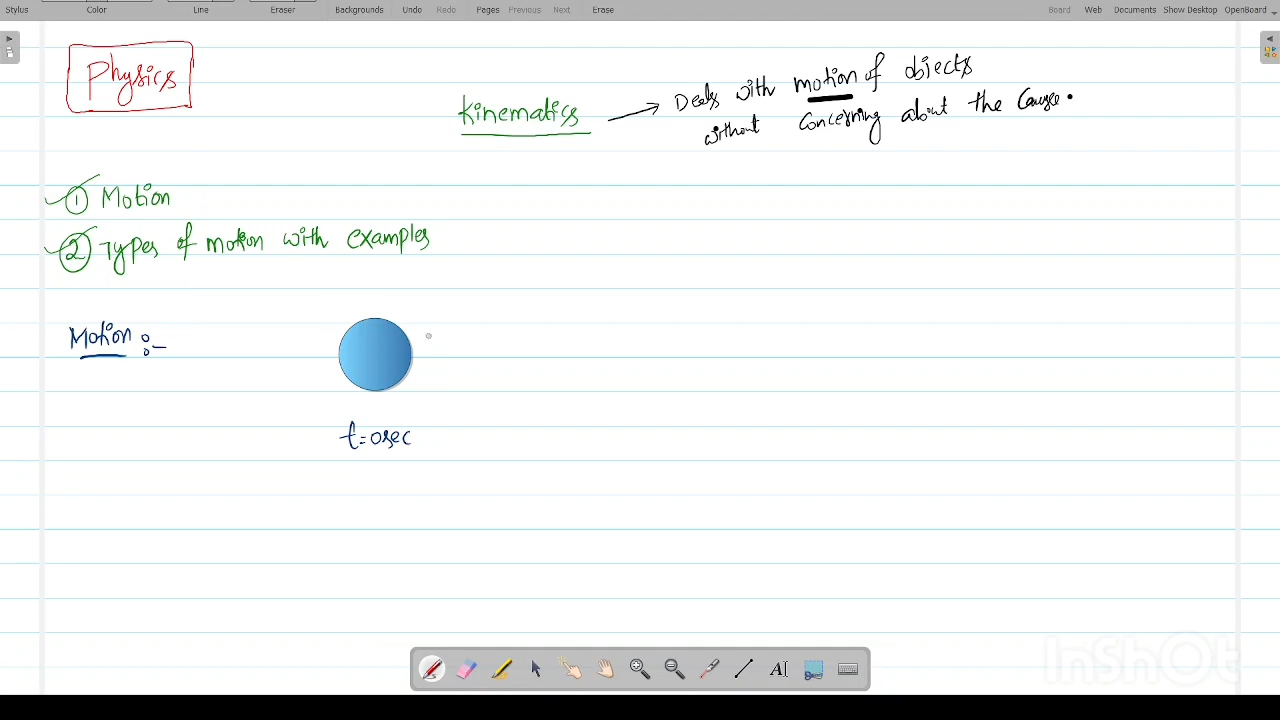 Stylus Color Line Eraser Backgrounds Undo Redo Pages Previous Next Erase Board Web Documents Show Desktop OpenBoard
Physics
Kinematics → Deals with motion of objects
without concerning about the cause.
① Motion
② Types of motion with examples
Motion :-
t=0sec
InShOt